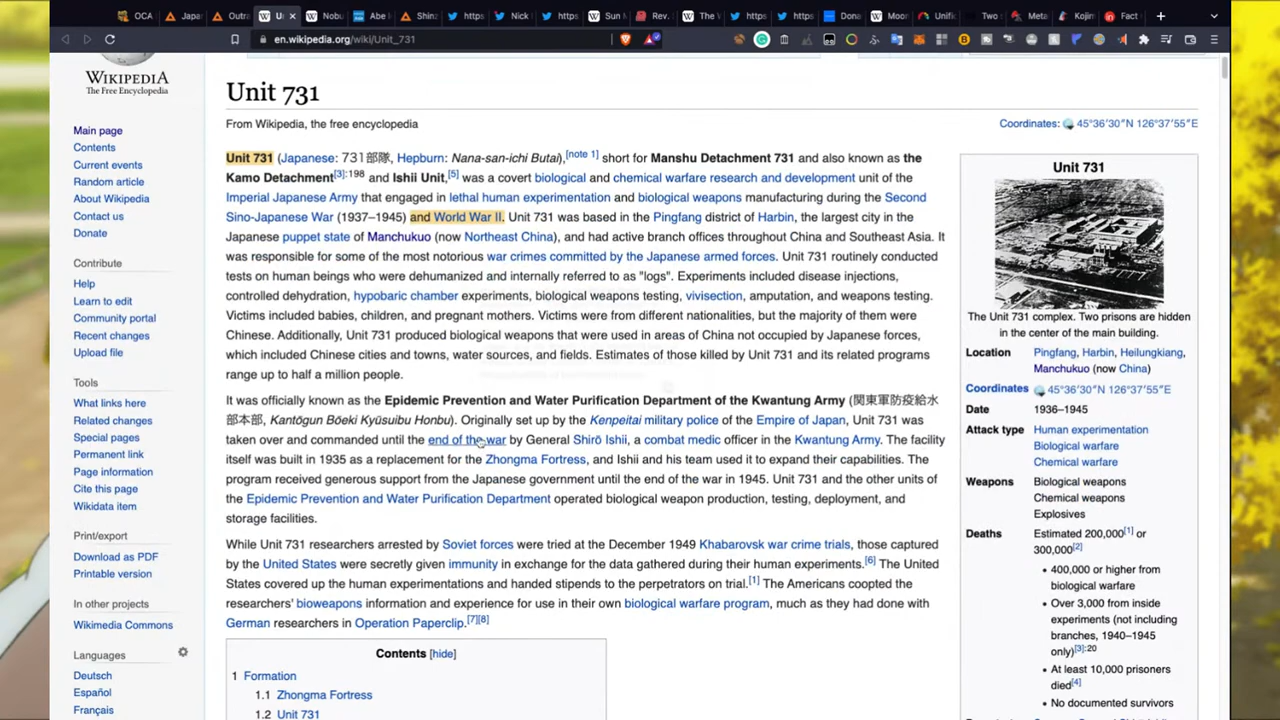 OCA
Japa
Outra
Nobu
Abe I
Shinz
https
Nick
https
Sun M
Rev.
The V
https
https
Dona
Moon
Unific
Two
Meta
Kojim
Fact
en.wikipedia.org/wiki/Unit_731
WIKIPEDIA
The Free Encyclopedia
Main page
Contents
Current events
Random article
About Wikipedia
Contact us
Donate
Contribute
Help
Learn to edit
Community portal
Recent changes
Upload file
Tools
What links here
Related changes
Special pages
Permanent link
Page information
Cite this page
Wikidata item
Print/export
Download as PDF
Printable version
In other projects
Wikimedia Commons
Languages
Deutsch
Español
Français
Unit 731
From Wikipedia, the free encyclopedia
Coordinates: 45°36′30″N 126°37′55″E
Unit 731 (Japanese: 731部隊, Hepburn: Nana-san-ichi Butai),[note 1] short for Manshu Detachment 731 and also known as the
Kamo Detachment[3]:198 and Ishii Unit,[5] was a covert biological and chemical warfare research and development unit of the
Imperial Japanese Army that engaged in lethal human experimentation and biological weapons manufacturing during the Second
Sino-Japanese War (1937–1945) and World War II. Unit 731 was based in the Pingfang district of Harbin, the largest city in the
Japanese puppet state of Manchukuo (now Northeast China), and had active branch offices throughout China and Southeast Asia. It
was responsible for some of the most notorious war crimes committed by the Japanese armed forces. Unit 731 routinely conducted
tests on human beings who were dehumanized and internally referred to as "logs". Experiments included disease injections,
controlled dehydration, hypobaric chamber experiments, biological weapons testing, vivisection, amputation, and weapons testing.
Victims included babies, children, and pregnant mothers. Victims were from different nationalities, but the majority of them were
Chinese. Additionally, Unit 731 produced biological weapons that were used in areas of China not occupied by Japanese forces,
which included Chinese cities and towns, water sources, and fields. Estimates of those killed by Unit 731 and its related programs
range up to half a million people.
It was officially known as the Epidemic Prevention and Water Purification Department of the Kwantung Army (関東軍防疫給水
部本部, Kantōgun Bōeki Kyūsuibu Honbu). Originally set up by the Kenpeitai military police of the Empire of Japan, Unit 731 was
taken over and commanded until the end of the war by General Shirō Ishii, a combat medic officer in the Kwantung Army. The facility
itself was built in 1935 as a replacement for the Zhongma Fortress, and Ishii and his team used it to expand their capabilities. The
program received generous support from the Japanese government until the end of the war in 1945. Unit 731 and the other units of
the Epidemic Prevention and Water Purification Department operated biological weapon production, testing, deployment, and
storage facilities.
While Unit 731 researchers arrested by Soviet forces were tried at the December 1949 Khabarovsk war crime trials, those captured
by the United States were secretly given immunity in exchange for the data gathered during their human experiments.[6] The United
States covered up the human experimentations and handed stipends to the perpetrators on trial.[1] The Americans coopted the
researchers' bioweapons information and experience for use in their own biological warfare program, much as they had done with
German researchers in Operation Paperclip.[7][8]
Contents [hide]
1 Formation
1.1 Zhongma Fortress
1.2 Unit 731
Unit 731
The Unit 731 complex. Two prisons are hidden
in the center of the main building.
Location Pingfang, Harbin, Heilungkiang,
Manchukuo (now China)
Coordinates 45°36′30″N 126°37′55″E
Date 1936–1945
Attack type Human experimentation
Biological warfare
Chemical warfare
Weapons Biological weapons
Chemical weapons
Explosives
Deaths Estimated 200,000[1] or
300,000[2]
• 400,000 or higher from
biological warfare
• Over 3,000 from inside
experiments (not including
branches, 1940–1945
only)[3]:20
• At least 10,000 prisoners
died[4]
• No documented survivors